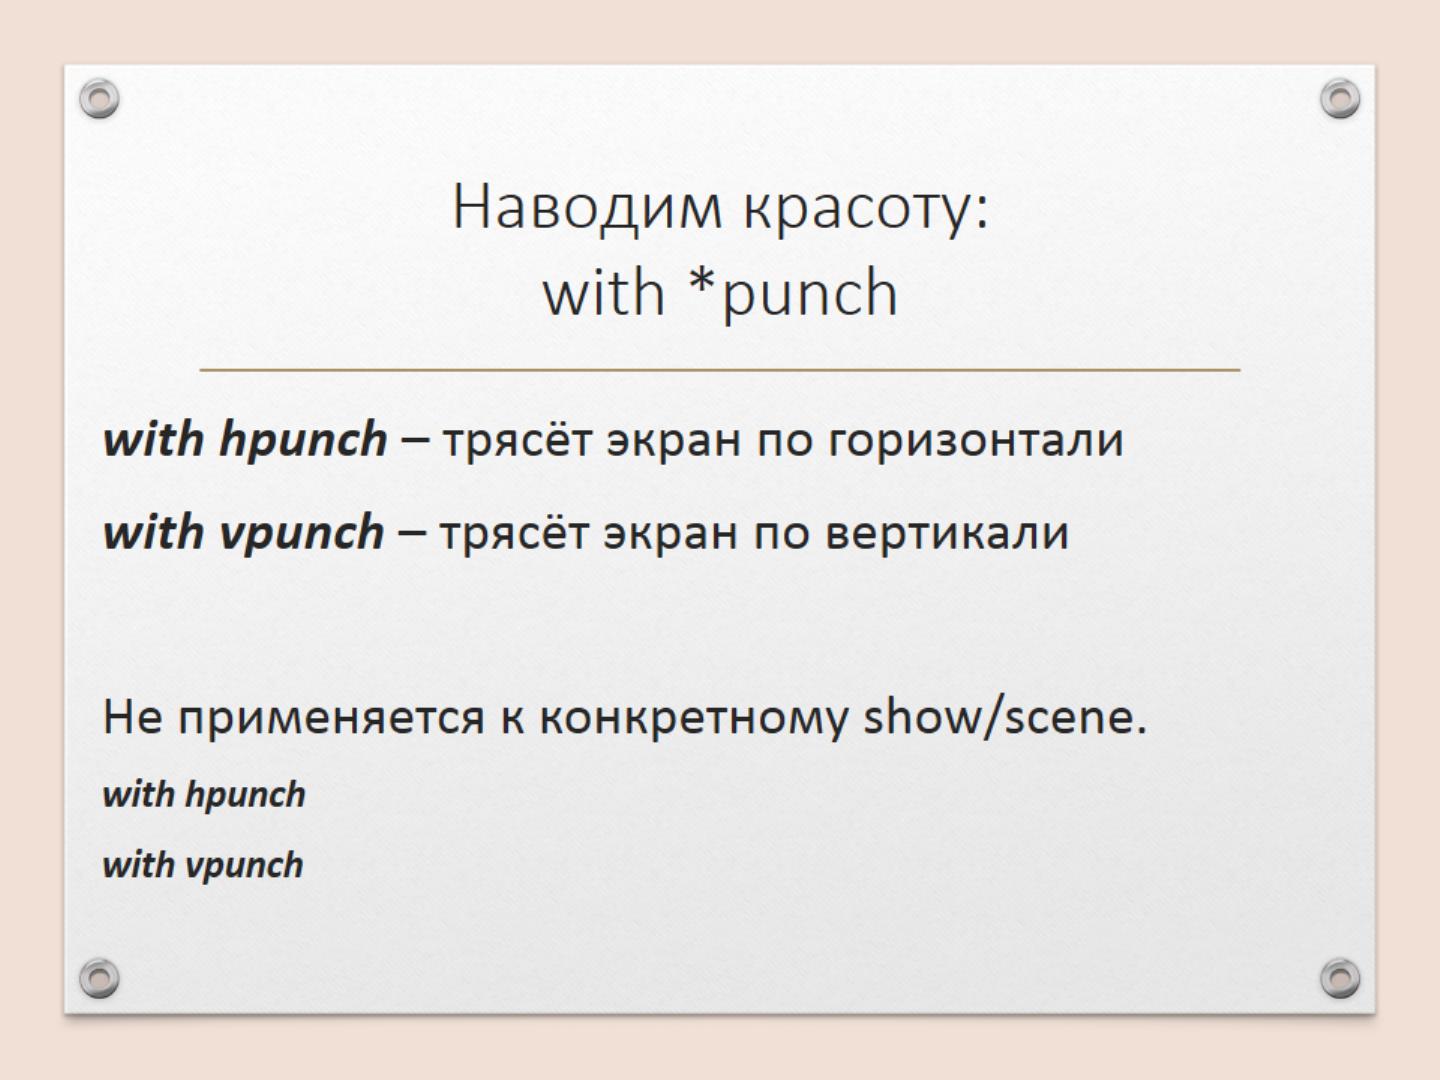 Наводим красоту:
with *punch
with hpunch – трясёт экран по горизонтали
with vpunch – трясёт экран по вертикали
Не применяется к конкретному show/scene.
with hpunch
with vpunch